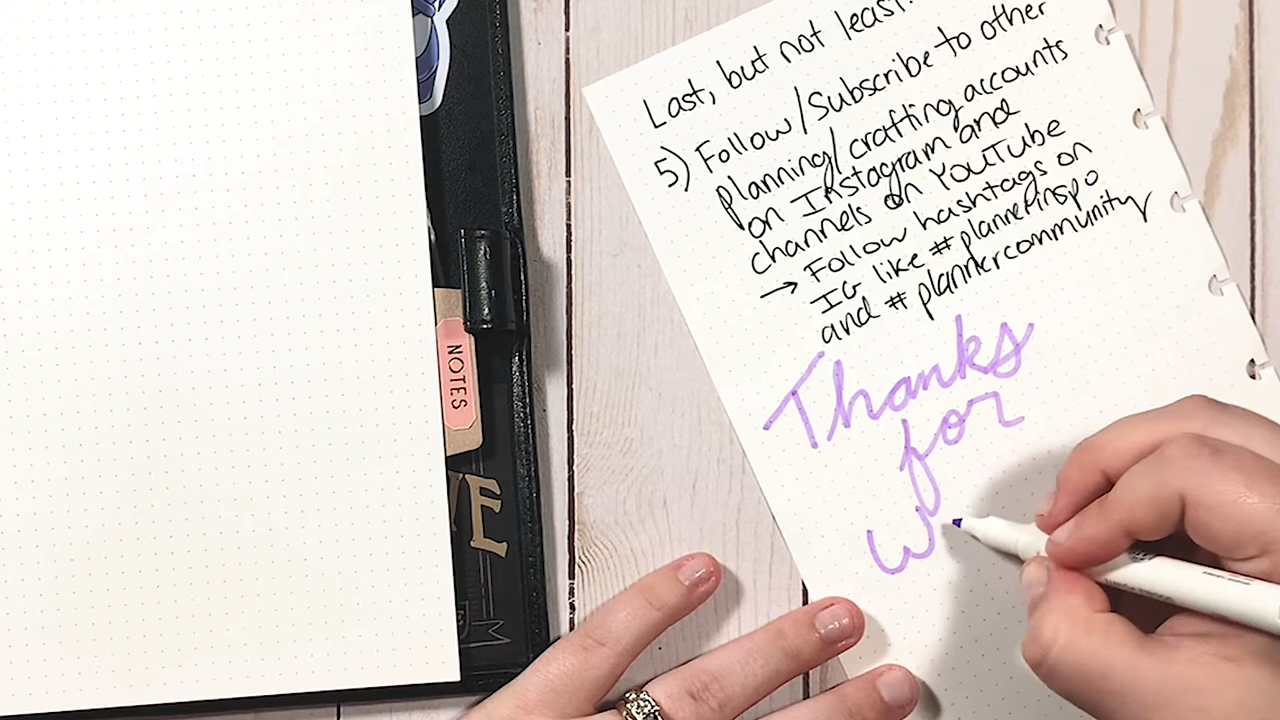 Last, but not least:
5) Follow/Subscribe to other
planning/crafting accounts
on Instagram and
channels on YouTube
→ Follow hashtags on
IG like #plannerinspo
and #plannercommunity
Thanks
for
W
NOTES